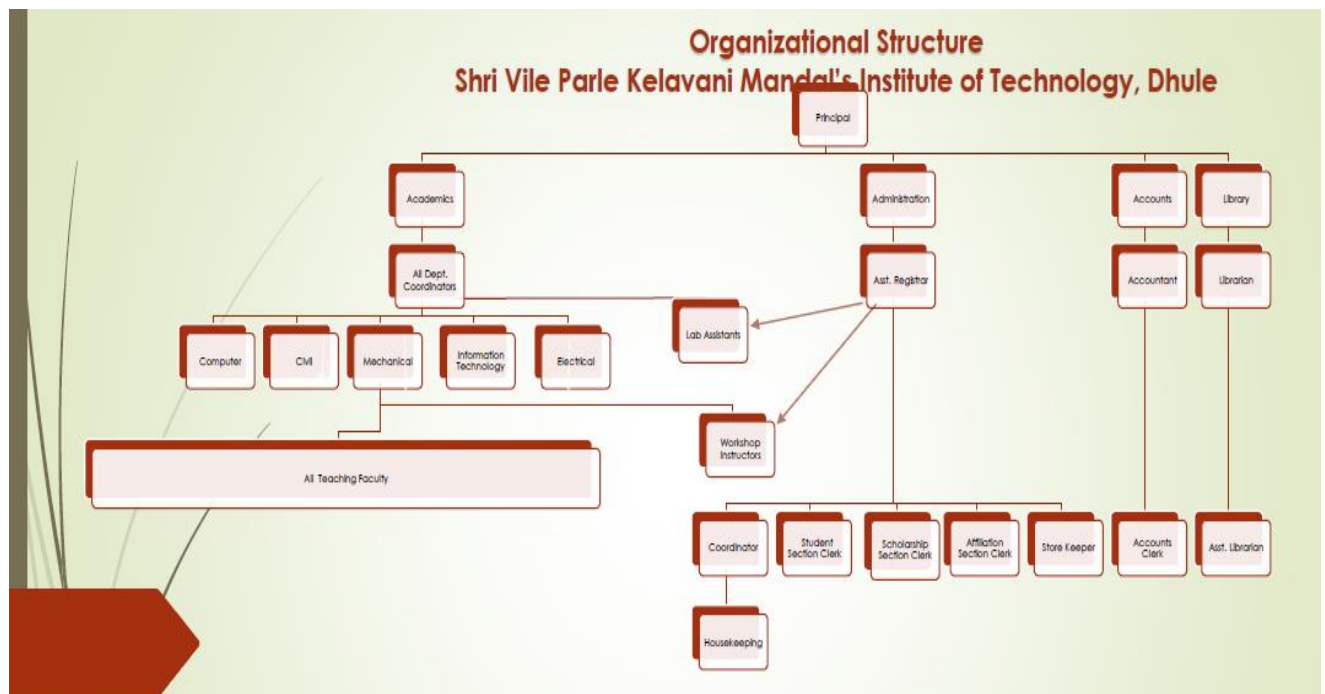 Organizational Structure
Shri Vile Parle Kelavani Mandal's Institute of Technology, Dhule
Principal
Academics
Administration
Accounts
Library
All Dept.
Coordinators
Asst. Registrar
Accountant
Librarian
Lab Assistants
Computer
Civil
Mechanical
Information
Technology
Electrical
Workshop
Instructors
All Teaching Faculty
Coordinator
Student
Section Clerk
Scholarship
Section Clerk
Affiliation
Section Clerk
Store Keeper
Accounts
Clerk
Asst. Librarian
Housekeeping